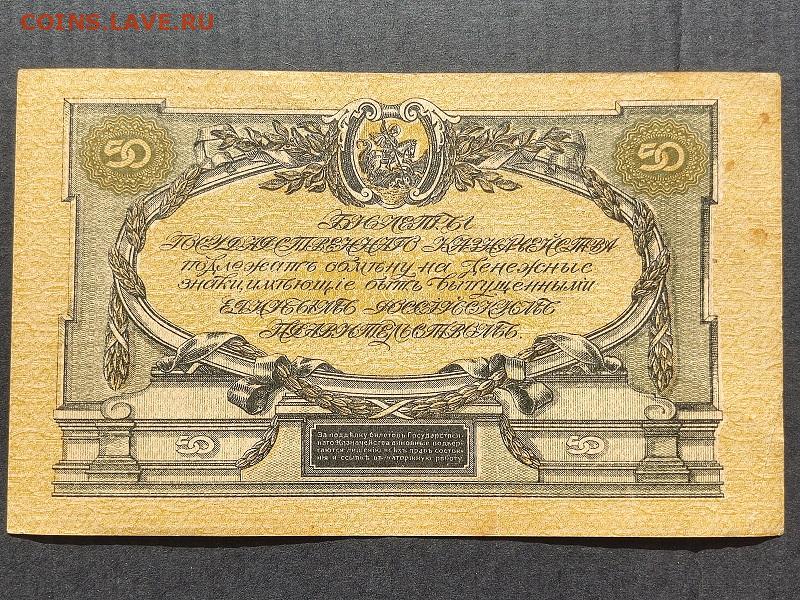 COINS.LAVE.RU
50 50
БИЛЕТЫ
ГОСУДАРСТВЕННАГО КАЗНАЧЕЙСТВА
подлежатъ обмѣну на Денежные
знаки, имѣющіе быть выпущенными
ЕДИНЫМЪ РОССІЙСКИМЪ
ПРАВИТЕЛЬСТВОМЪ.
50 50
За поддѣлку билетовъ Государствен-
наго Казначейства виновные подвер-
гаются лишенію всѣхъ правъ состоя-
нія и ссылкѣ въ каторжную работу